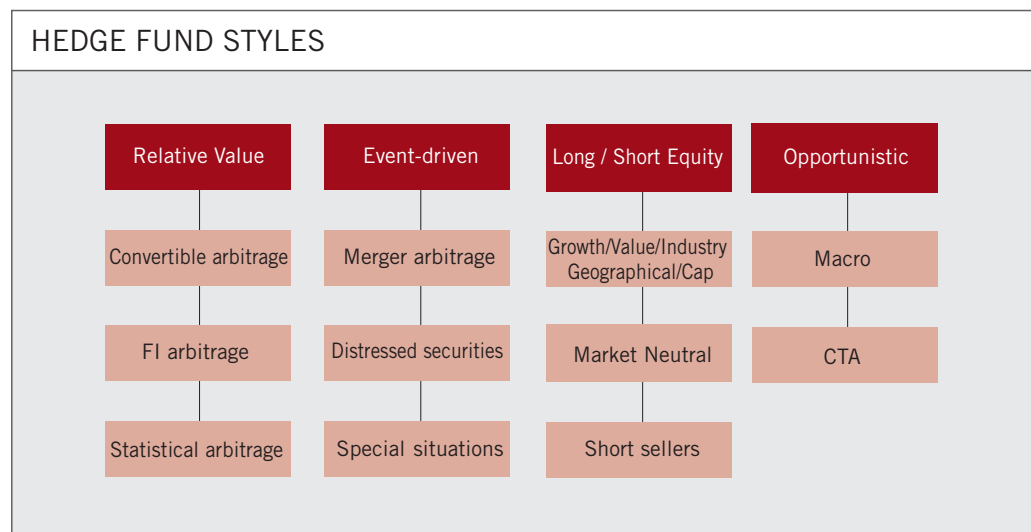 HEDGE FUND STYLES
Relative Value
Event-driven
Long / Short Equity
Opportunistic
Convertible arbitrage
Merger arbitrage
Growth/Value/Industry
Geographical/Cap
Macro
FI arbitrage
Distressed securities
Market Neutral
CTA
Statistical arbitrage
Special situations
Short sellers